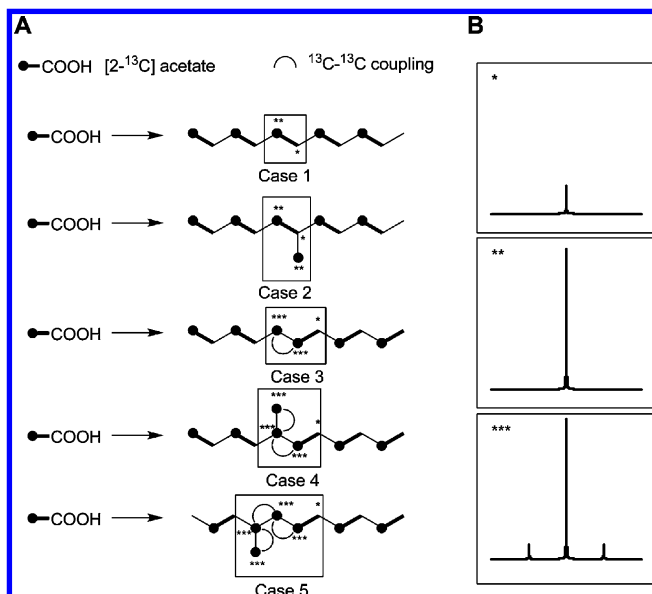 A
B
COOH [2-¹³C] acetate
¹³C-¹³C coupling
COOH
**
*
Case 1
COOH
**
*
**
Case 2
COOH
***
*
***
Case 3
COOH
***
***
*
***
Case 4
COOH
***
*
***
***
***
Case 5
*
**
***